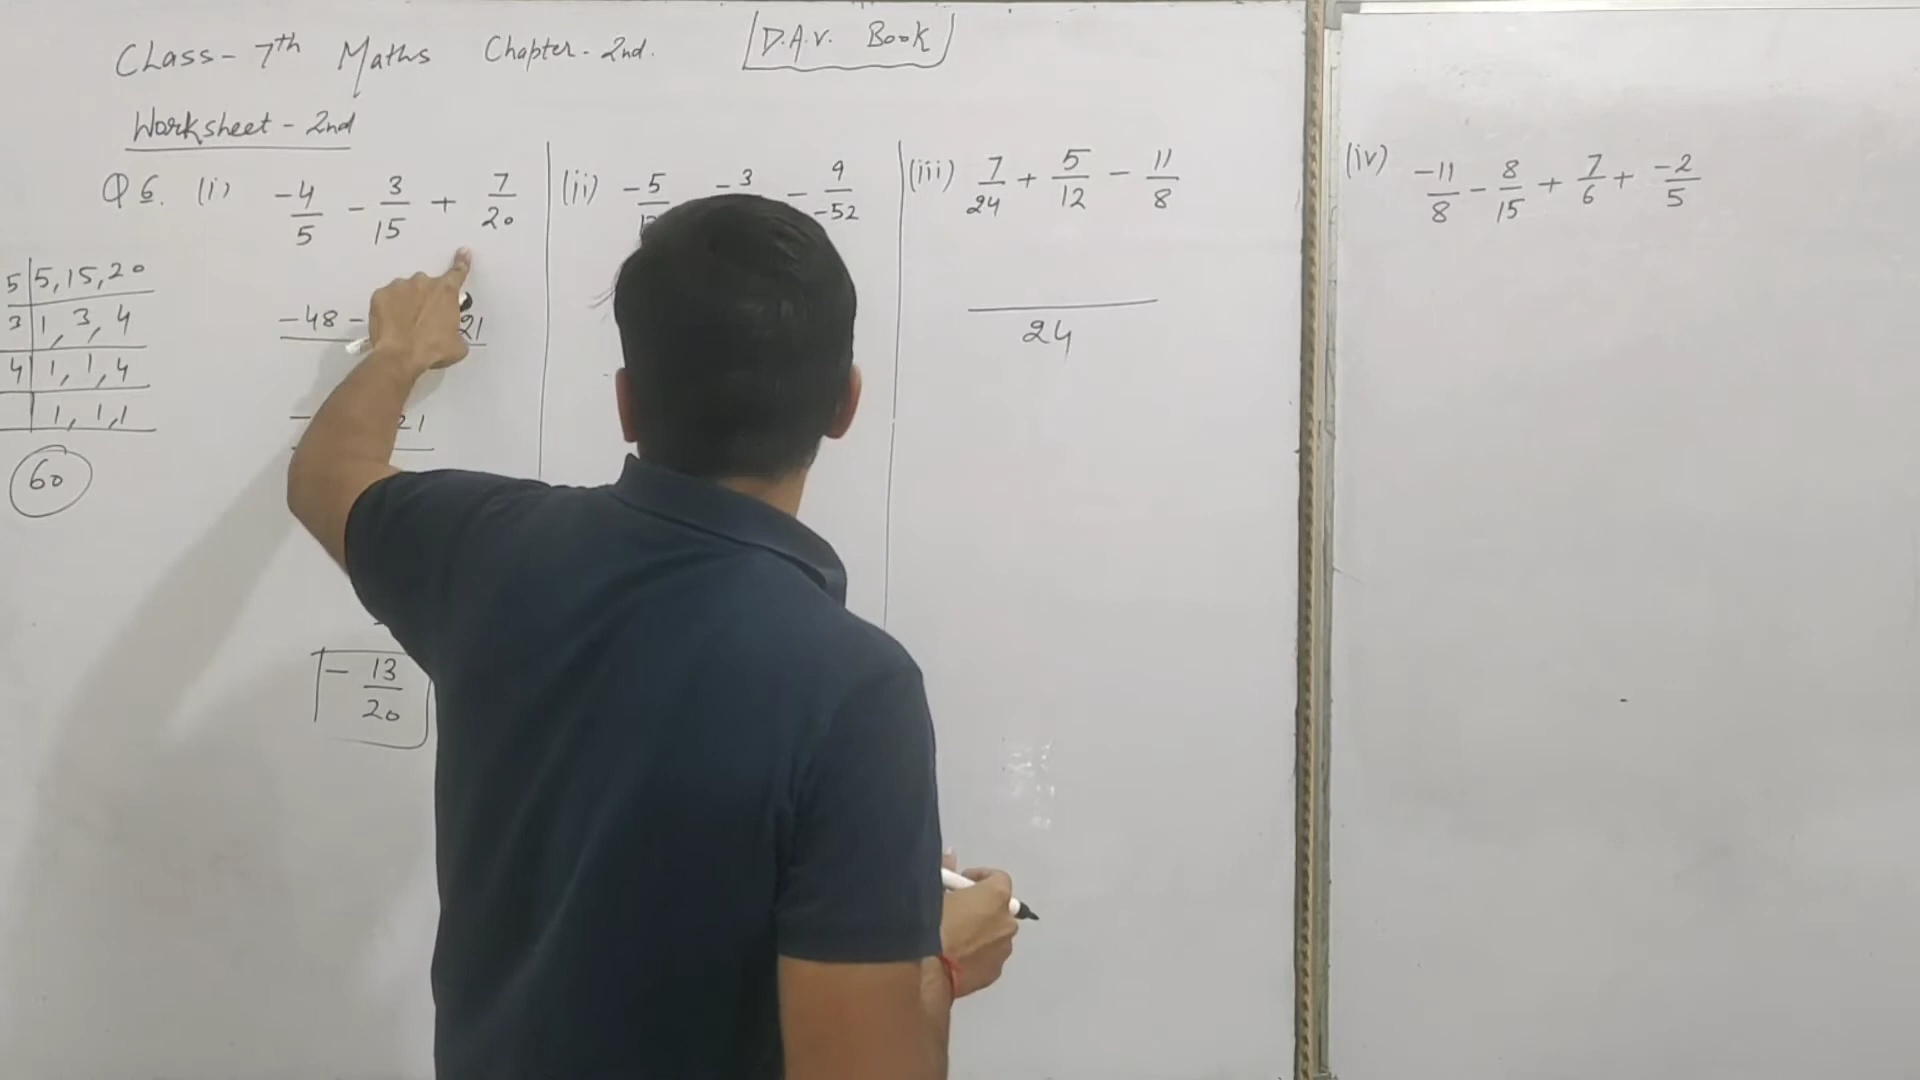 Class - 7th Maths Chapter - 2nd. D.A.V. Book
Worksheet - 2nd
Q 6. (i) -4/5 - 3/15 + 7/20
(ii) -5 -3 - 9/-52
(iii) 7/24 + 5/12 - 11/8
(iv) -11/8 - 8/15 + 7/6 + -2/5
5 | 5, 15, 20
3 | 1, 3, 4
4 | 1, 1, 4
1, 1, 1
60
-48 - 21
- 21
- 13/20
24